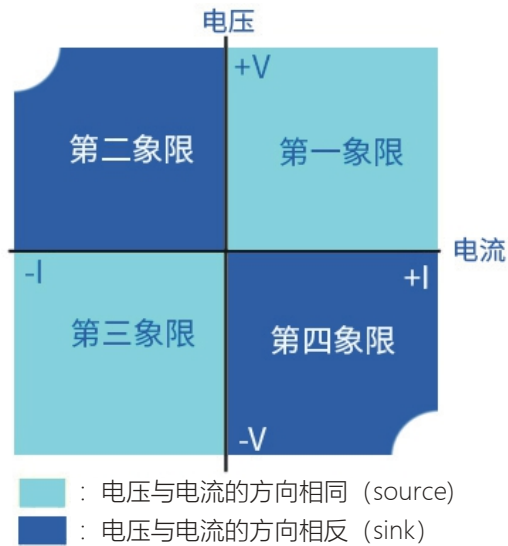 电压
+V
第二象限 第一象限
电流
-I +I
第三象限 第四象限
-V
: 电压与电流的方向相同（source)
: 电压与电流的方向相反（sink）